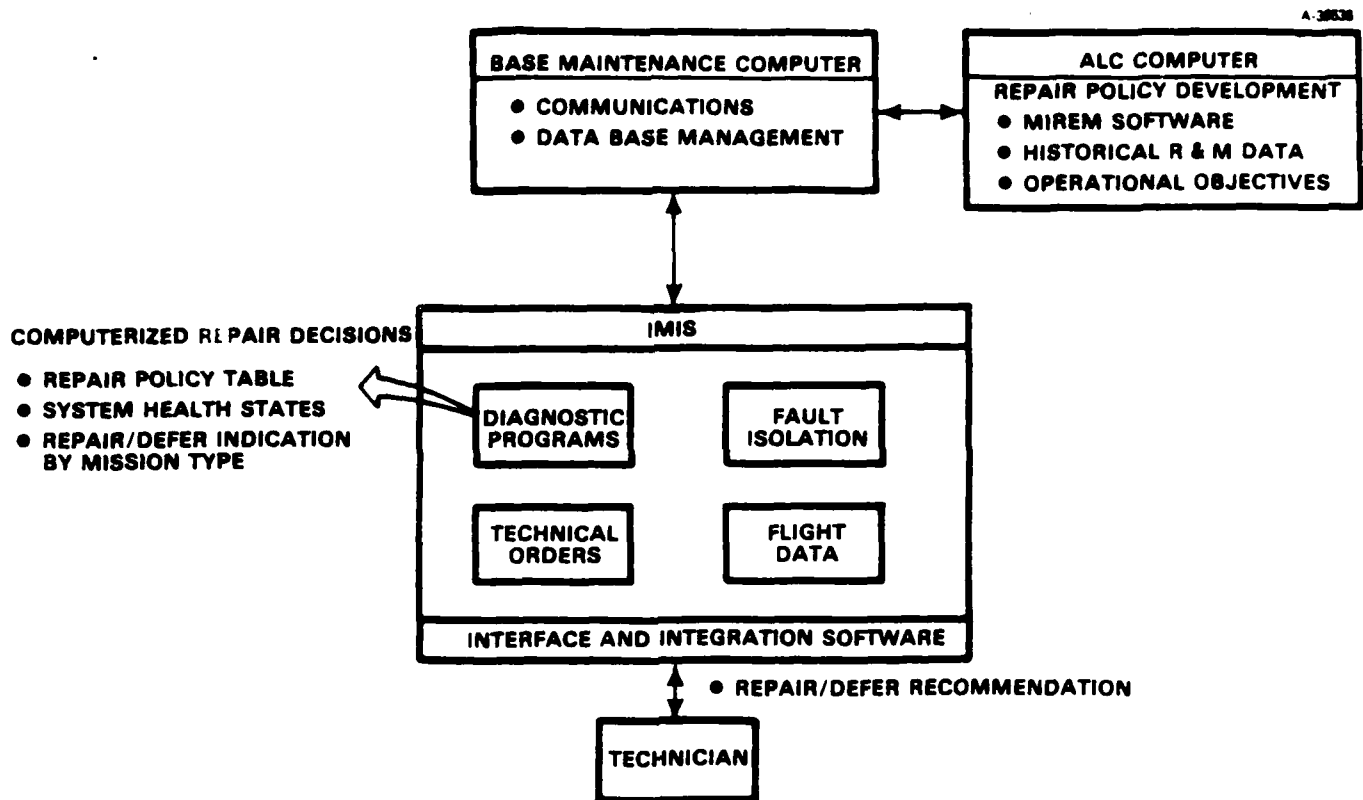 BASE MAINTENANCE COMPUTER
● COMMUNICATIONS
● DATA BASE MANAGEMENT
ALC COMPUTER
REPAIR POLICY DEVELOPMENT
● MIREM SOFTWARE
● HISTORICAL R & M DATA
● OPERATIONAL OBJECTIVES
COMPUTERIZED REPAIR DECISIONS
● REPAIR POLICY TABLE
● SYSTEM HEALTH STATES
● REPAIR/DEFER INDICATION
BY MISSION TYPE
IMIS
DIAGNOSTIC
PROGRAMS
FAULT
ISOLATION
TECHNICAL
ORDERS
FLIGHT
DATA
INTERFACE AND INTEGRATION SOFTWARE
● REPAIR/DEFER RECOMMENDATION
TECHNICIAN